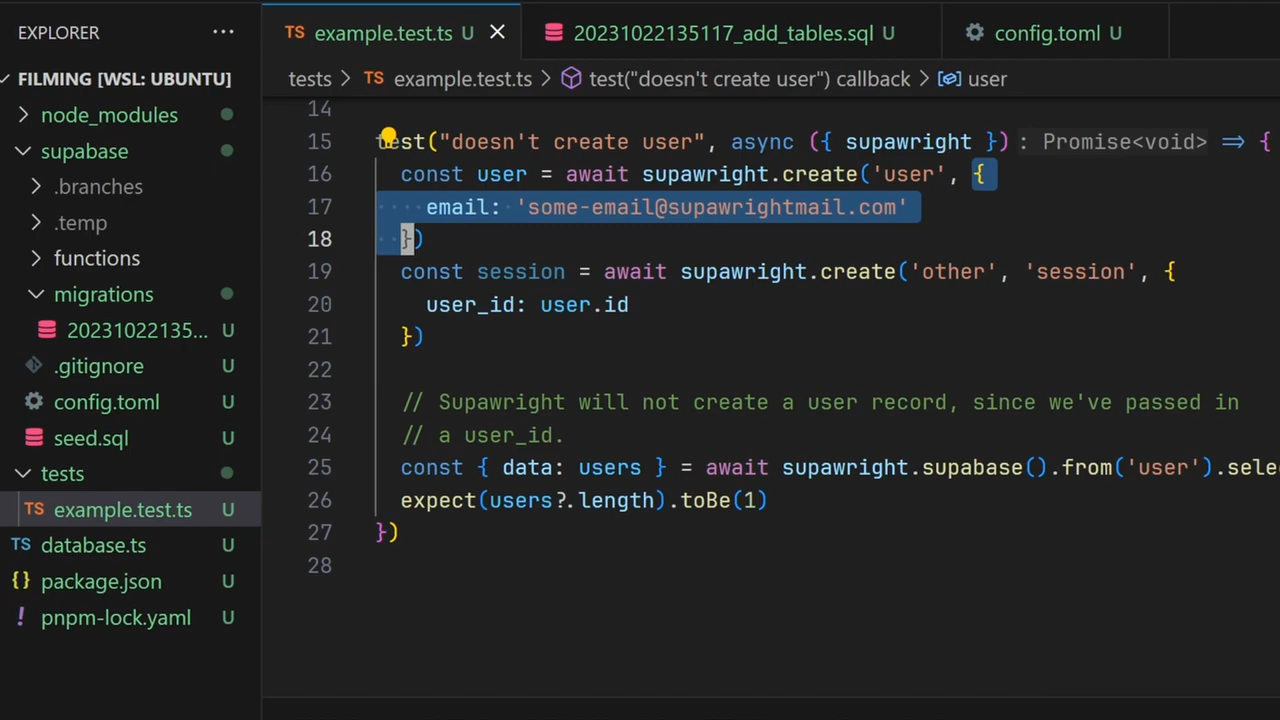 EXPLORER
FILMING [WSL: UBUNTU]
node_modules
supabase
.branches
.temp
functions
migrations
20231022135... U
.gitignore U
config.toml U
seed.sql U
tests
TS example.test.ts U
TS database.ts U
{} package.json U
! pnpm-lock.yaml U
TS example.test.ts U
20231022135117_add_tables.sql U
config.toml U
tests > TS example.test.ts > test("doesn't create user") callback > user
14
15 test("doesn't create user", async ({ supawright }): Promise<void> => {
16 const user = await supawright.create('user', {
17 email: 'some-email@supawrightmail.com'
18 })
19 const session = await supawright.create('other', 'session', {
20 user_id: user.id
21 })
22
23 // Supawright will not create a user record, since we've passed in
24 // a user_id.
25 const { data: users } = await supawright.supabase().from('user').sele
26 expect(users?.length).toBe(1)
27 })
28